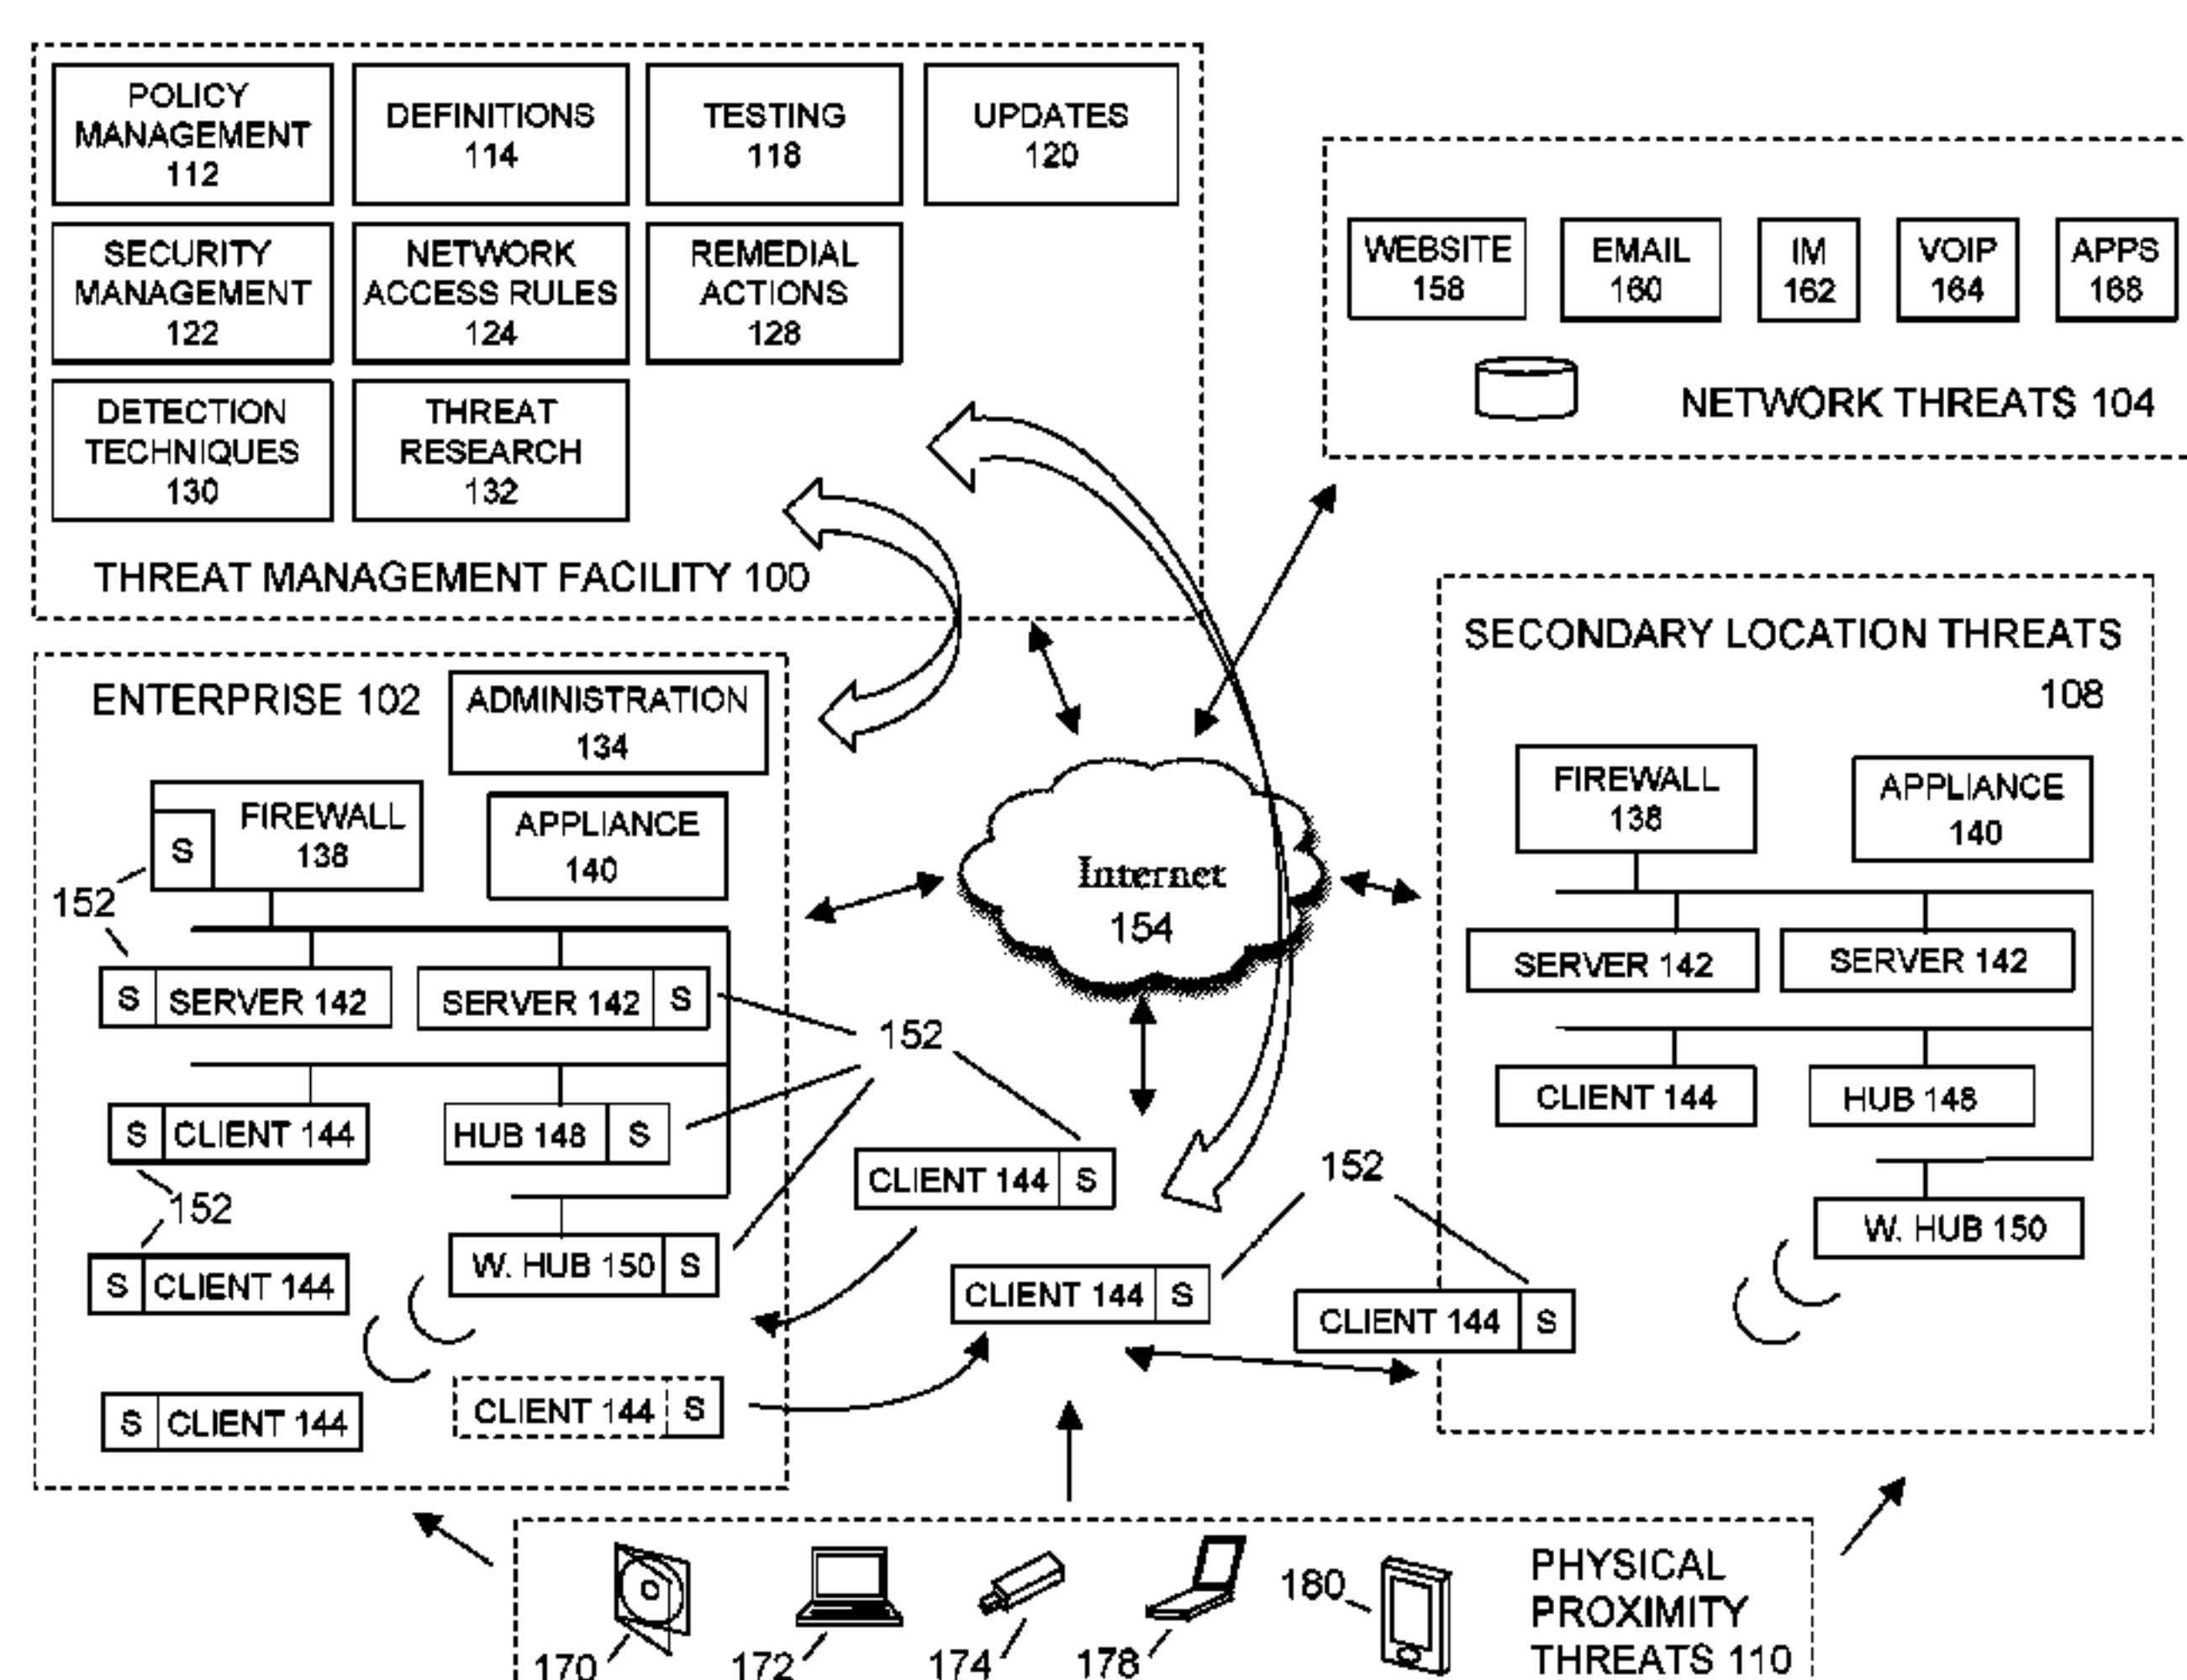 POLICY
MANAGEMENT
112
DEFINITIONS
114
TESTING
118
UPDATES
120
SECURITY
MANAGEMENT
122
NETWORK
ACCESS RULES
124
REMEDIAL
ACTIONS
128
DETECTION
TECHNIQUES
130
THREAT
RESEARCH
132
THREAT MANAGEMENT FACILITY 100
WEBSITE
158
EMAIL
160
IM
162
VOIP
164
APPS
168
NETWORK THREATS 104
ENTERPRISE 102
ADMINISTRATION
134
S
FIREWALL
138
APPLIANCE
140
152
S SERVER 142
SERVER 142 S
152
S CLIENT 144
HUB 148 S
152
S CLIENT 144
W. HUB 150 S
S CLIENT 144
CLIENT 144 S
Internet
154
CLIENT 144 S
152
CLIENT 144 S
CLIENT 144 S
SECONDARY LOCATION THREATS
108
FIREWALL
138
APPLIANCE
140
SERVER 142
SERVER 142
CLIENT 144
HUB 148
W. HUB 150
170
172
174
178
180
PHYSICAL
PROXIMITY
THREATS 110